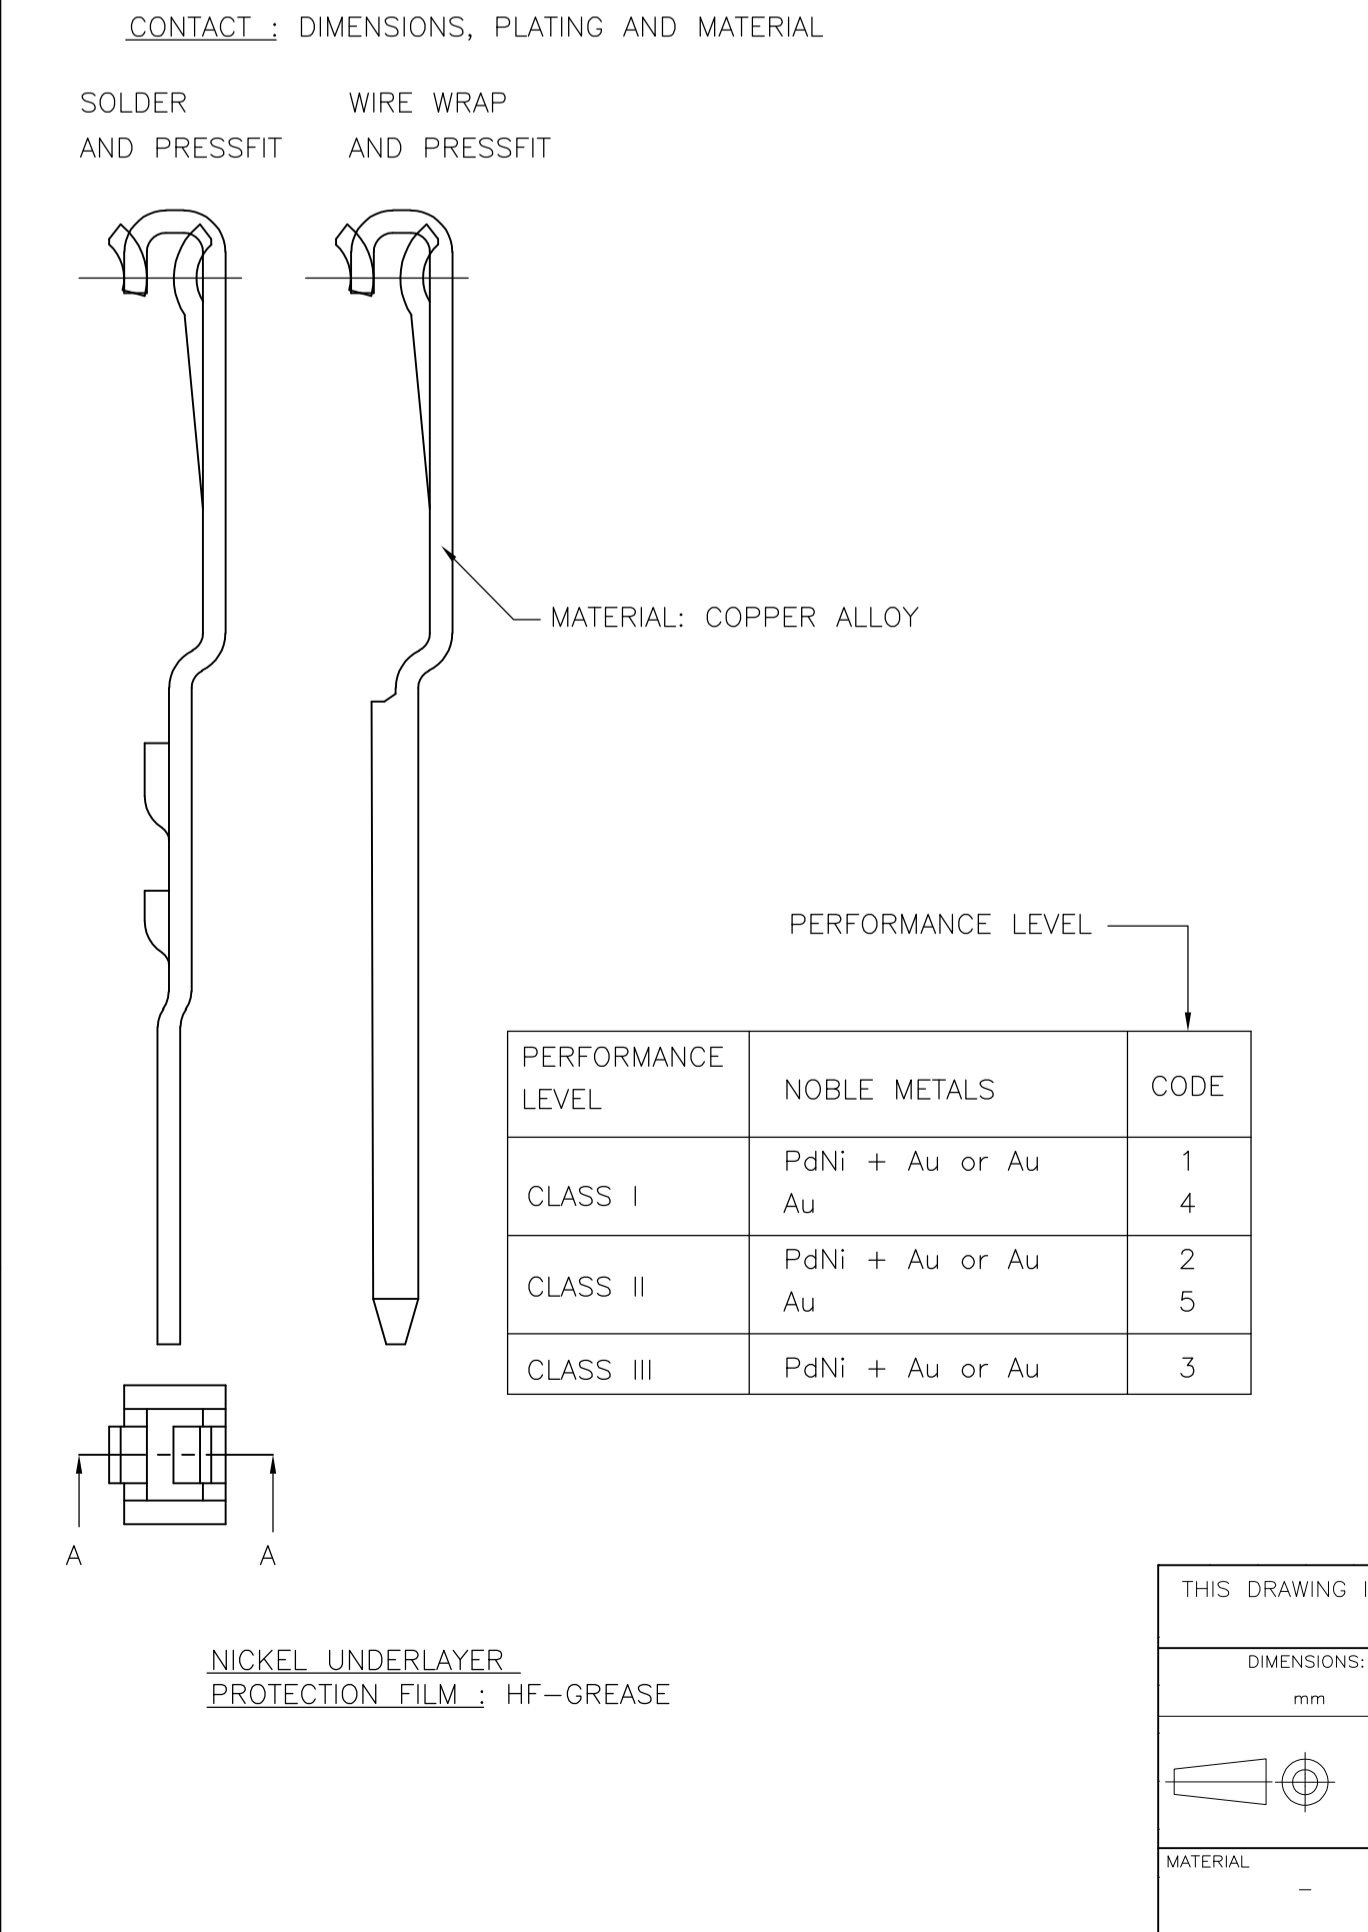 CONTACT : DIMENSIONS, PLATING AND MATERIAL
SOLDER
AND PRESSFIT
WIRE WRAP
AND PRESSFIT
MATERIAL: COPPER ALLOY
PERFORMANCE LEVEL
PERFORMANCE
LEVEL
NOBLE METALS
CODE
CLASS I
PdNi + Au or Au
1
Au
4
CLASS II
PdNi + Au or Au
2
Au
5
CLASS III
PdNi + Au or Au
3
A
A
NICKEL UNDERLAYER
PROTECTION FILM : HF-GREASE
THIS DRAWING
DIMENSIONS:
mm
MATERIAL
–